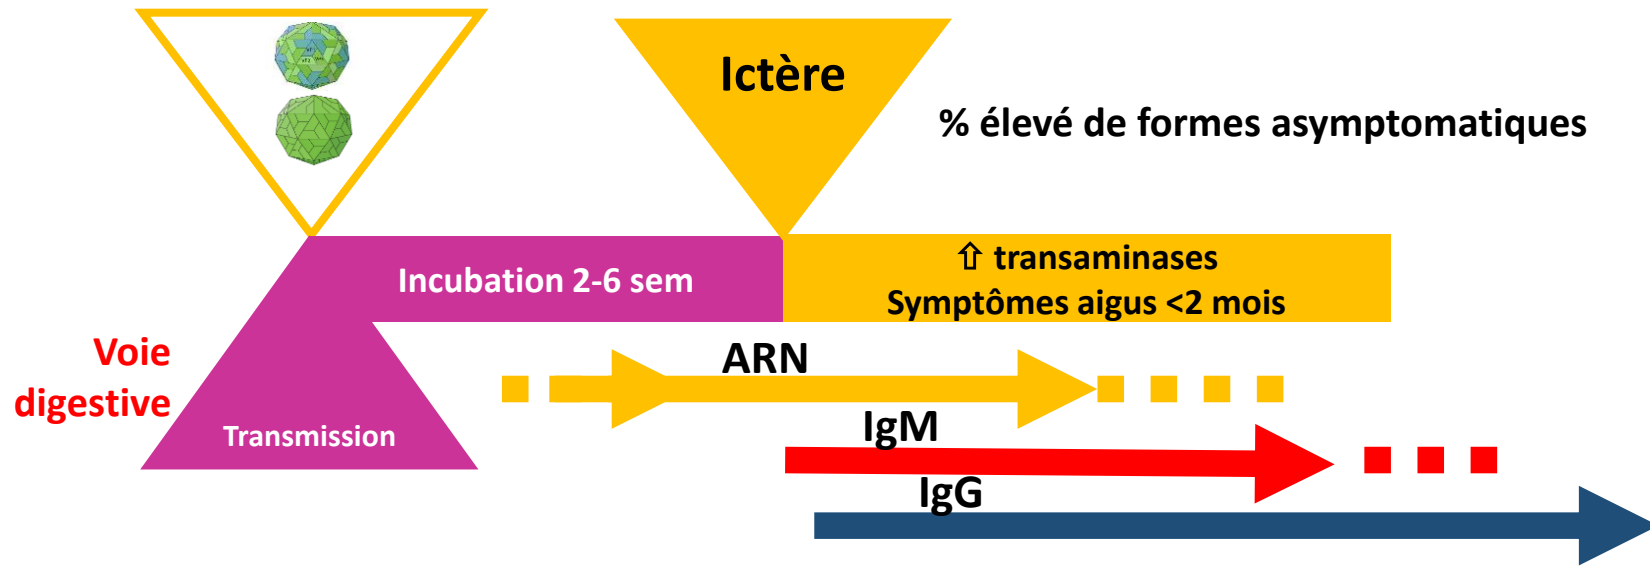 Ictère
% élevé de formes asymptomatiques
Incubation 2-6 sem
⇧ transaminases
Symptômes aigus <2 mois
Voie
digestive
Transmission
ARN
IgM
IgG